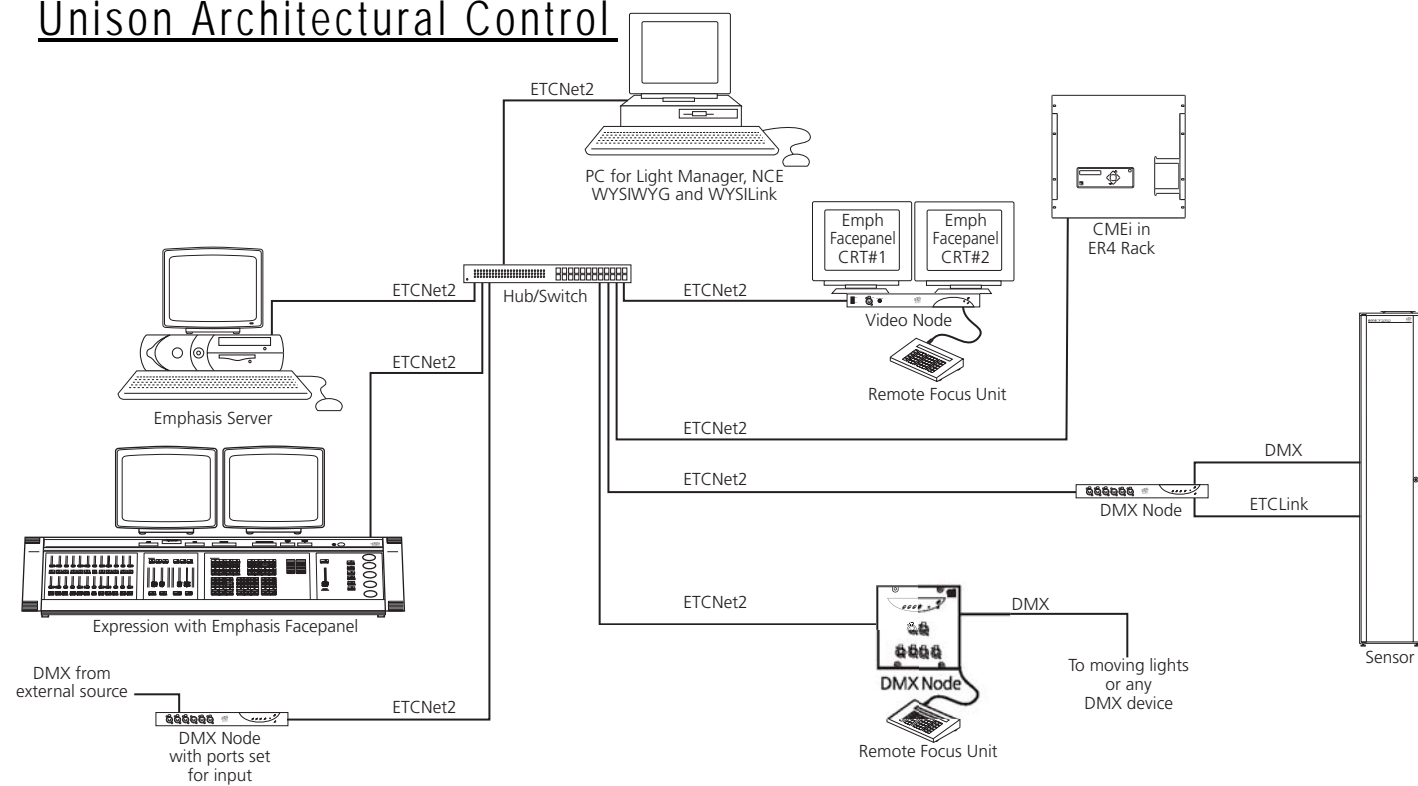 Unison Architectural Control
ETCNet2
PC for Light Manager, NCE
WYSIWYG and WYSILink
Emph
Facepanel
CRT#1
Emph
Facepanel
CRT#2
CMEi in
ER4 Rack
ETCNet2
Hub/Switch
ETCNet2
Video Node
ETCNet2
Remote Focus Unit
Emphasis Server
ETCNet2
DMX
ETCNet2
DMX Node
ETCLink
ETCNet2
DMX
Expression with Emphasis Facepanel
DMX Node
To moving lights
or any
DMX device
Sensor
DMX from
external source
ETCNet2
DMX Node
with ports set
for input
Remote Focus Unit